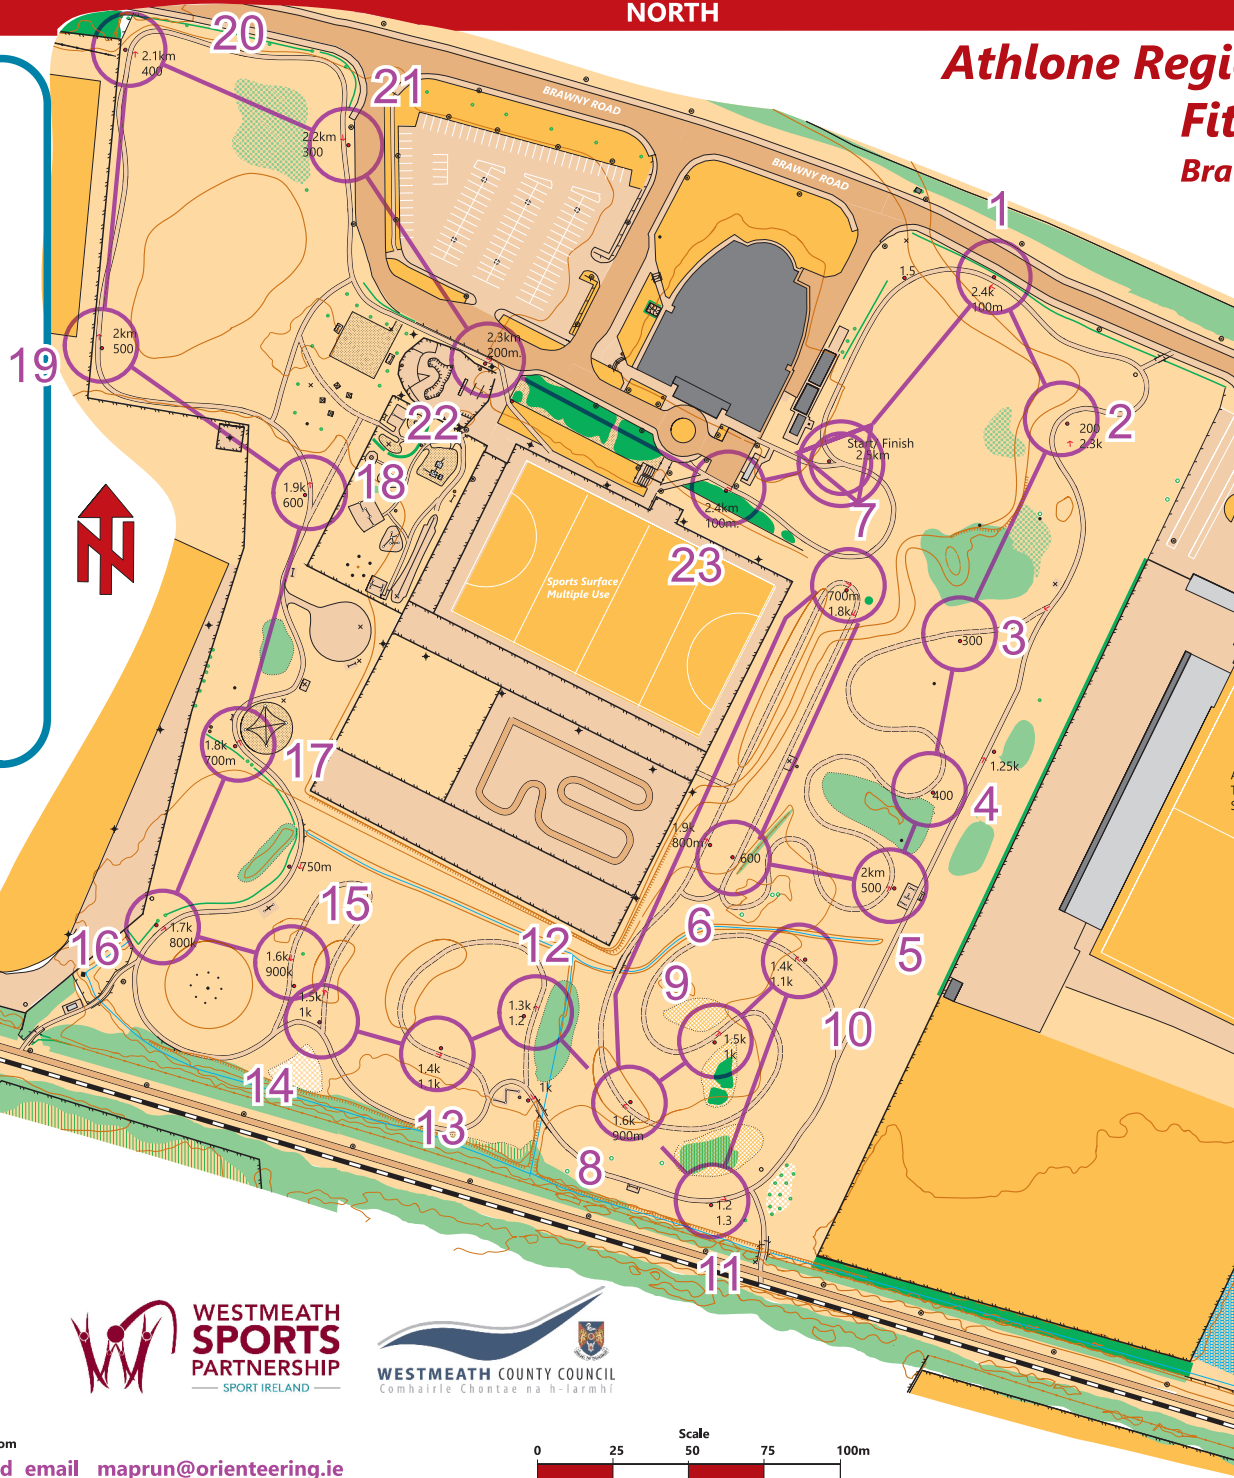 NORTH
Athlone Regi
Fit
Bra
BRAWNY ROAD
BRAWNY ROAD
20
2.1km
400
21
2.2km
300
1
1.5
2.4k
100m
19
2km
500
2.3km
200m.
22
2
200
2.3k
Start/ Finish
2.5km
18
1.9k
600
7
2.4km
100m.
23
Sports Surface
Multiple Use
700m
1.8k
300
3
1.8k
700m
17
1.25k
400
4
1.9k
800m
600
2km
500
750m
15
16
1.7k
800k
6
5
12
1.6k
900k
1.4k
1.1k
9
1.5k
1k
1.3k
1.2
10
1.5k
1k
14
1.4k
1.1k
1k
13
1.6k
900m
8
1.2
1.3
11
WESTMEATH
SPORTS
PARTNERSHIP
SPORT IRELAND
WESTMEATH COUNTY COUNCIL
Comhairle Chontae na h-Iarmhí
Scale
0 25 50 75 100m
om
d email maprun@orienteering.ie